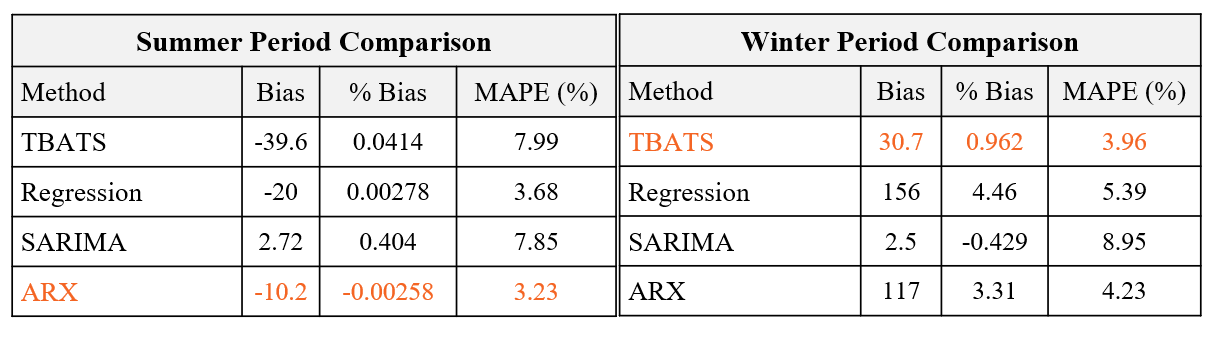 Summer Period Comparison
Method Bias % Bias MAPE (%)
TBATS -39.6 0.0414 7.99
Regression -20 0.00278 3.68
SARIMA 2.72 0.404 7.85
ARX -10.2 -0.00258 3.23
Winter Period Comparison
Method Bias % Bias MAPE (%)
TBATS 30.7 0.962 3.96
Regression 156 4.46 5.39
SARIMA 2.5 -0.429 8.95
ARX 117 3.31 4.23